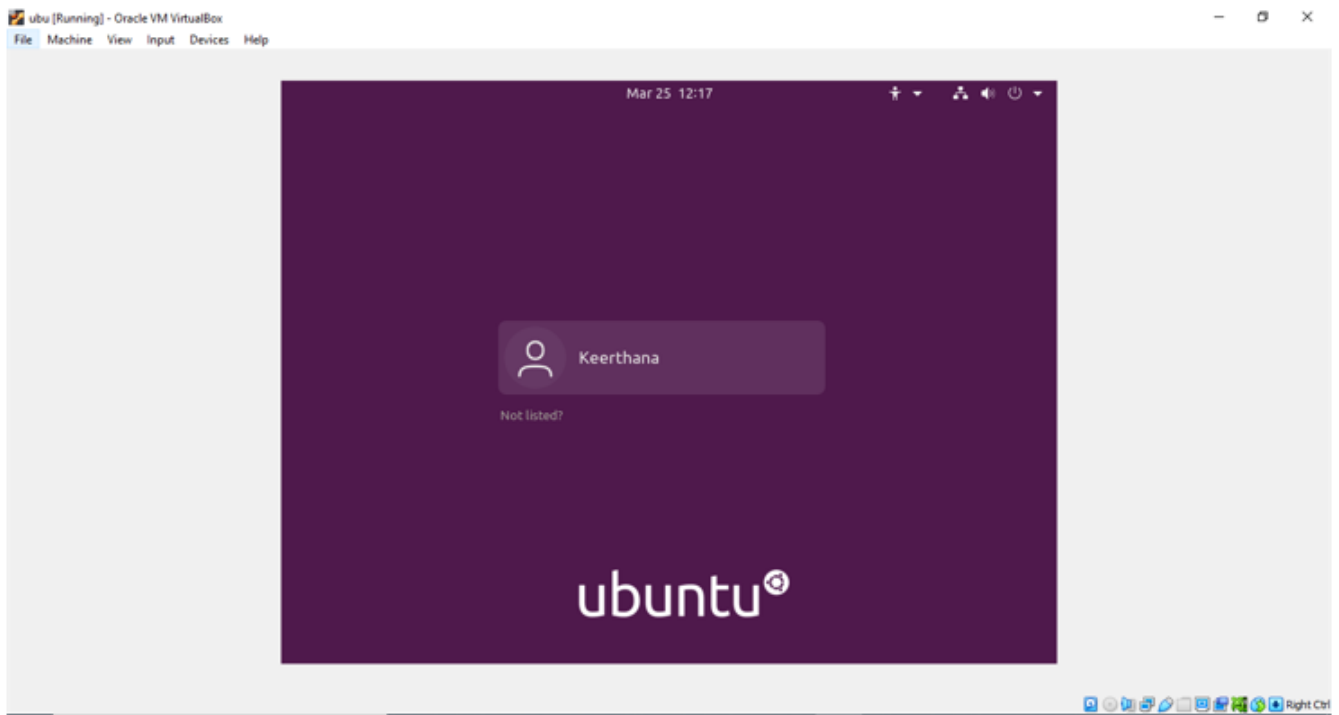 ubu [Running] - Oracle VM VirtualBox
File Machine View Input Devices Help
Mar 25 12:17
Keerthana
Not listed?
ubuntu
Right Ctrl